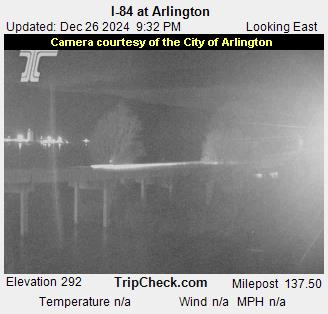 I-84 at Arlington
Updated: Dec 26 2024 9:32 PM Looking East
Camera courtesy of the City of Arlington
Elevation 292 TripCheck.com Milepost 137.50
Temperature n/a Wind n/a MPH n/a